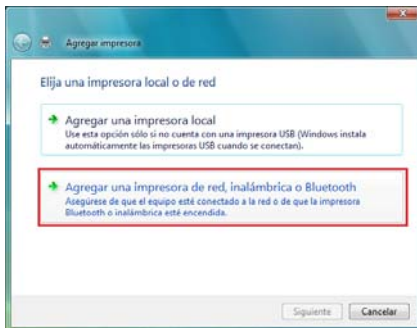 Agregar impresora
Elija una impresora local o de red
Agregar una impresora local
Use esta opción sólo si no cuenta con una impresora USB (Windows instala
automáticamente las impresoras USB cuando se conectan).
Agregar una impresora de red, inalámbrica o Bluetooth
Asegúrese de que el equipo esté conectado a la red o de que la impresora
Bluetooth o inalámbrica esté encendida.
Siguiente Cancelar